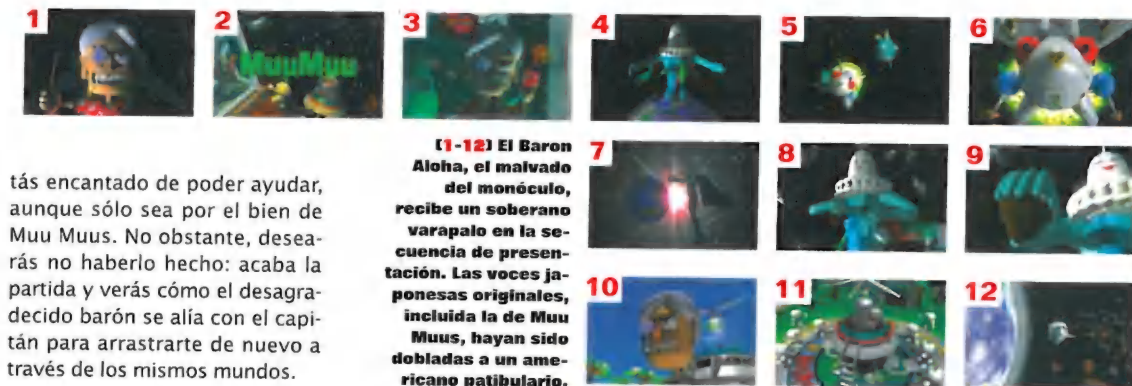 1
2
MuuMuu
3
4
5
6
tás encantado de poder ayudar,
aunque sólo sea por el bien de
Muu Muus. No obstante, desea-
rás no haberlo hecho: acaba la
partida y verás cómo el desagra-
decido barón se alía con el capi-
tán para arrastrarte de nuevo a
través de los mismos mundos.
[1-12] El Baron
Aloha, el malvado
del monóculo,
recibe un soberano
varapalo en la se-
cuencia de presen-
tación. Las voces ja-
ponesas originales,
incluida la de Muu
Muus, hayan sido
dobladas a un ame-
ricano patibulario.
7
8
9
10
11
12